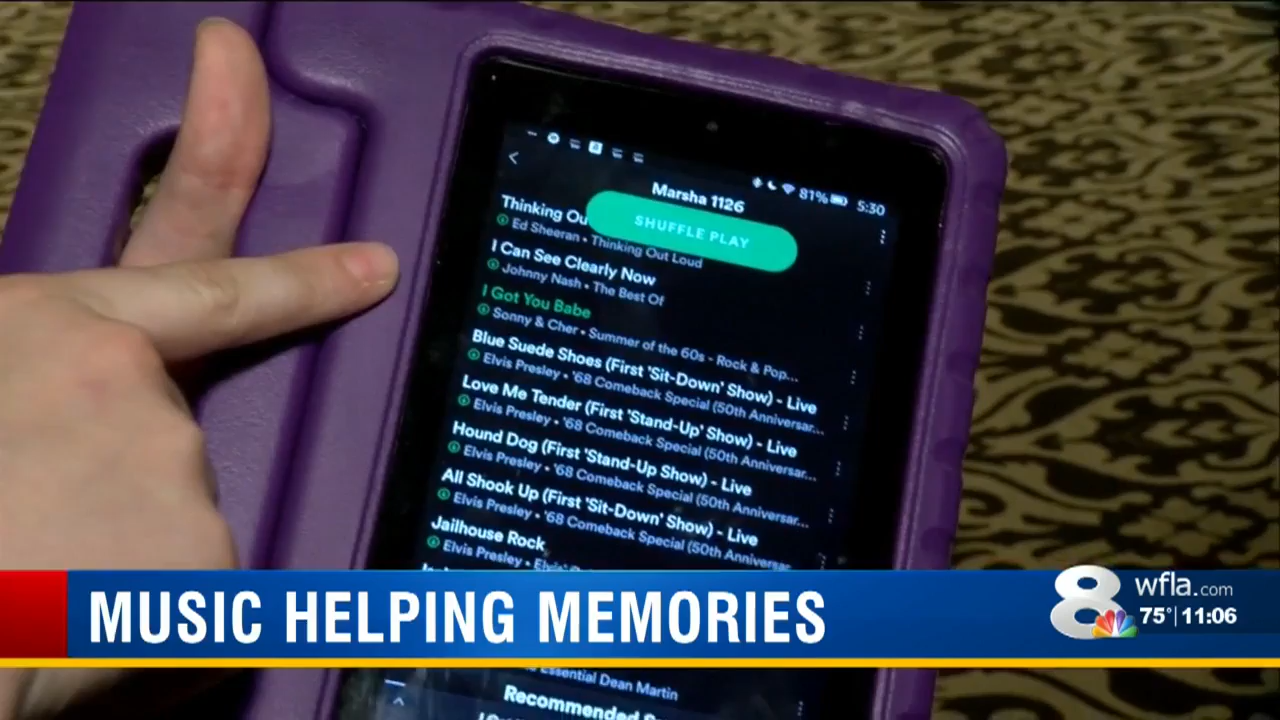 81% 5:30
Marsha 1126
SHUFFLE PLAY
Thinking Ou
Ed Sheeran • Thinking Out Loud
I Can See Clearly Now
Johnny Nash • The Best Of
I Got You Babe
Sonny & Cher • Summer of the 60s - Rock & Pop...
Blue Suede Shoes (First 'Sit-Down' Show) - Live
Elvis Presley • '68 Comeback Special (50th Anniversar...
Love Me Tender (First 'Stand-Up' Show) - Live
Elvis Presley • '68 Comeback Special (50th Anniversar...
Hound Dog (First 'Stand-Up Show) - Live
Elvis Presley • '68 Comeback Special (50th Anniversar...
All Shook Up (First 'Sit-Down' Show) - Live
Elvis Presley • '68 Comeback Special (50th Anniversar...
Jailhouse Rock
Elvis Presley •
MUSIC HELPING MEMORIES
8 wfla.com
75° | 11:06
Essential Dean Martin
Recommended